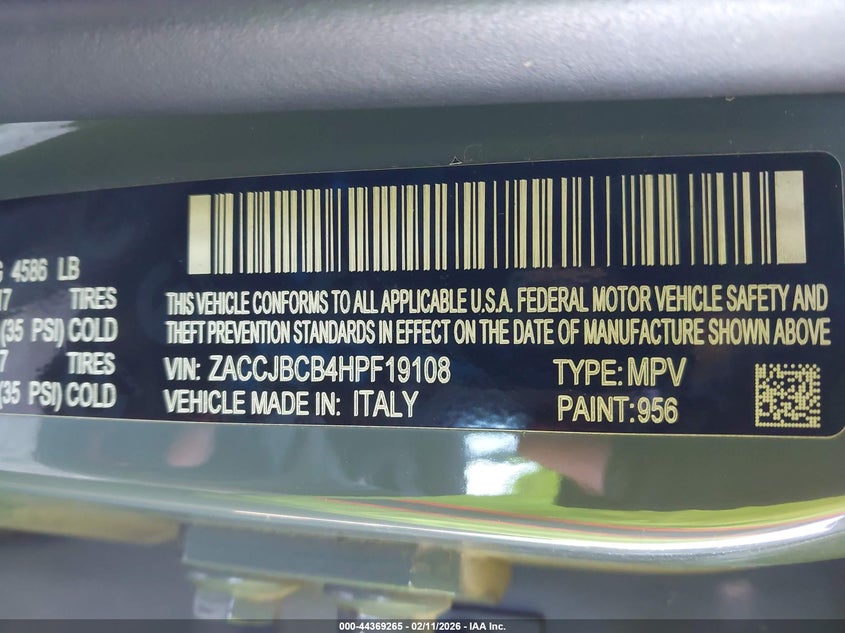 G 4586 LB
17 TIRES
(35 PSI) COLD
7 TIRES
(35 PSI) COLD
THIS VEHICLE CONFORMS TO ALL APPLICABLE U.S.A. FEDERAL MOTOR VEHICLE SAFETY AND
THEFT PREVENTION STANDARDS IN EFFECT ON THE DATE OF MANUFACTURE SHOWN ABOVE
VIN: ZACCJBCB4HPF19108 TYPE: MPV
VEHICLE MADE IN: ITALY PAINT:956
000-44369265 - 02/11/2026 - IAA Inc.